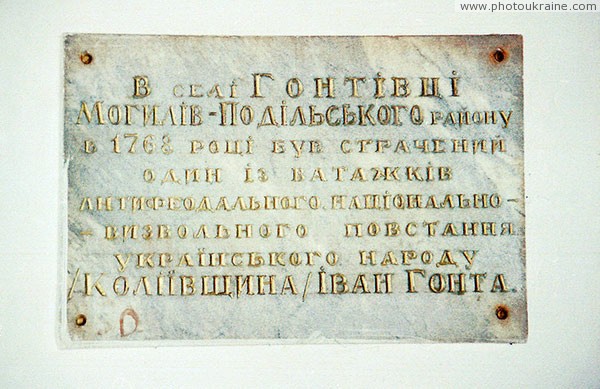 www.photoukraine.com
В селі Гонтівці
Могилів-Подільського району
в 1768 році був страчений
один із ватажків
антифеодального, національно-
-визвольного повстання
українського народу
/Коліївщина/ Іван Гонта.